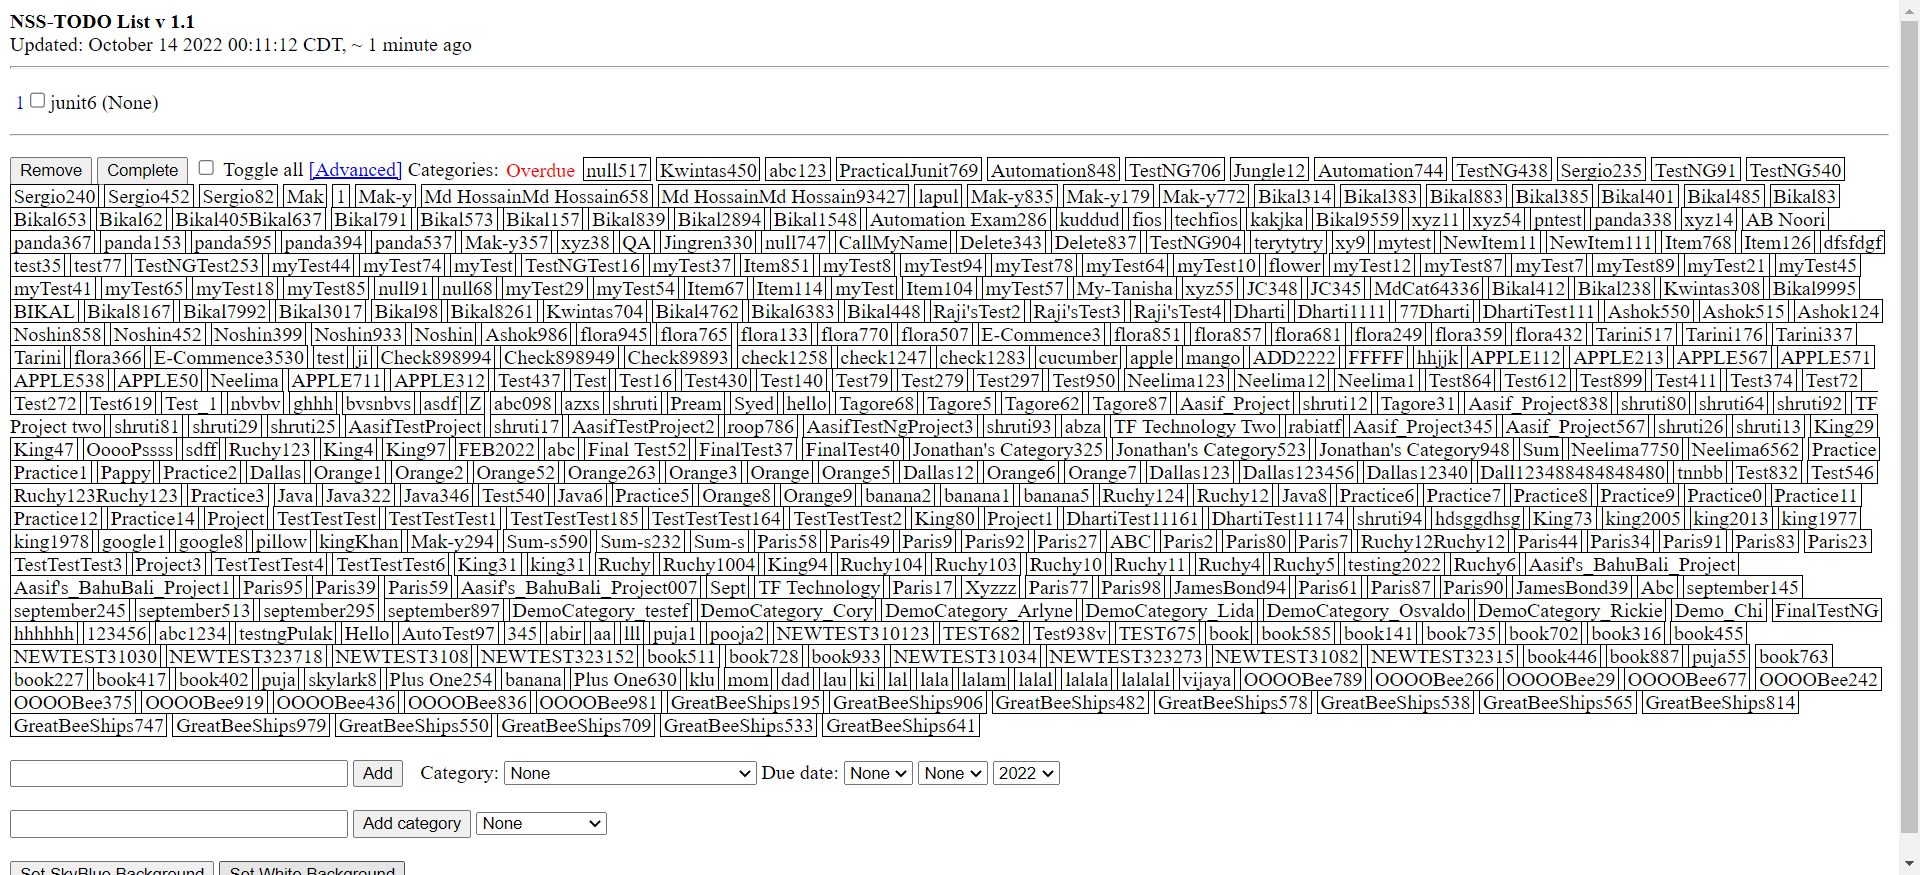 NSS-TODO List v 1.1
Updated: October 14 2022 00:11:12 CDT, ~ 1 minute ago
1 junit6 (None)
Remove Complete Toggle all [Advanced] Categories: Overdue null517 Kwintas450 abc123 PracticalJunit769 Automation848 TestNG706 Jungle12 Automation744 TestNG438 Sergio235 TestNG91 TestNG540
Sergio240 Sergio452 Sergio82 Mak 1 Mak-y Md HossainMd Hossain658 Md HossainMd Hossain93427 lapul Mak-y835 Mak-y179 Mak-y772 Bikal314 Bikal383 Bikal883 Bikal385 Bikal401 Bikal485 Bikal83
Bikal653 Bikal62 Bikal405Bikal637 Bikal791 Bikal573 Bikal157 Bikal839 Bikal2894 Bikal1548 Automation Exam286 kuddud fios techfios kakjka Bikal9559 xyz11 xyz54 pntest panda338 xyz14 AB Noori
panda367 panda153 panda595 panda394 panda537 Mak-y357 xyz38 QA Jingren330 null747 CallMyName Delete343 Delete837 TestNG904 terytytry xy9 mytest NewItem11 NewItem111 Item768 Item126 dfsfdgf
test35 test77 TestNGTest253 myTest44 myTest74 myTest TestNGTest16 myTest37 Item851 myTest8 myTest94 myTest78 myTest64 myTest10 flower myTest12 myTest87 myTest7 myTest89 myTest21 myTest45
myTest41 myTest65 myTest18 myTest85 null91 null68 myTest29 myTest54 Item67 Item114 myTest Item104 myTest57 My-Tanisha xyz55 JC348 JC345 MdCat64336 Bikal412 Bikal238 Kwintas308 Bikal9995
BIKAL Bikal8167 Bikal7992 Bikal3017 Bikal98 Bikal8261 Kwintas704 Bikal4762 Bikal6383 Bikal448 Raji'sTest2 Raji'sTest3 Raji'sTest4 Dharti Dharti1111 77Dharti DhartiTest111 Ashok550 Ashok515 Ashok124
Noshin858 Noshin452 Noshin399 Noshin933 Noshin Ashok986 flora945 flora765 flora133 flora770 flora507 E-Commence3 flora851 flora857 flora681 flora249 flora359 flora432 Tarini517 Tarini176 Tarini337
Tarini flora366 E-Commence3530 test ji Check898994 Check898949 Check89893 check1258 check1247 check1283 cucumber apple mango ADD2222 FFFFF hhjjk APPLE112 APPLE213 APPLE567 APPLE571
APPLE538 APPLE50 Neelima APPLE711 APPLE312 Test437 Test Test16 Test430 Test140 Test79 Test279 Test297 Test950 Neelima123 Neelima12 Neelima1 Test864 Test612 Test899 Test411 Test374 Test72
Test272 Test619 Test_1 nbvbv ghhh bvsnbvs asdf Z abc098 azxs shruti Pream Syed hello Tagore68 Tagore5 Tagore62 Tagore87 Aasif_Project shruti12 Tagore31 Aasif_Project838 shruti80 shruti64 shruti92 TF
Project two shruti81 shruti29 shruti25 AasifTestProject shruti17 AasifTestProject2 roop786 AasifTestNgProject3 shruti93 abza TF Technology Two rabiatf Aasif_Project345 Aasif_Project567 shruti26 shruti13 King29
King47 OoooPssss sdff Ruchy123 King4 King97 FEB2022 abc Final Test52 FinalTest37 FinalTest40 Jonathan's Category325 Jonathan's Category523 Jonathan's Category948 Sum Neelima7750 Neelima6562 Practice
Practice1 Pappy Practice2 Dallas Orange1 Orange2 Orange52 Orange263 Orange3 Orange Orange5 Dallas12 Orange6 Orange7 Dallas123 Dallas123456 Dallas12340 Dall123488484848480 tnnbb Test832 Test546
Ruchy123Ruchy123 Practice3 Java Java322 Java346 Test540 Java6 Practice5 Orange8 Orange9 banana2 banana1 banana5 Ruchy124 Ruchy12 Java8 Practice6 Practice7 Practice8 Practice9 Practice0 Practice11
Practice12 Practice14 Project TestTestTest TestTestTest1 TestTestTest185 TestTestTest164 TestTestTest2 King80 Project1 DhartiTest11161 DhartiTest11174 shruti94 hdsggdhsg King73 king2005 king2013 king1977
king1978 google1 google8 pillow kingKhan Mak-y294 Sum-s590 Sum-s232 Sum-s Paris58 Paris49 Paris9 Paris92 Paris27 ABC Paris2 Paris80 Paris7 Ruchy12Ruchy12 Paris44 Paris34 Paris91 Paris83 Paris23
TestTestTest3 Project3 TestTestTest4 TestTestTest6 King31 king31 Ruchy Ruchy1004 King94 Ruchy104 Ruchy103 Ruchy10 Ruchy11 Ruchy4 Ruchy5 testing2022 Ruchy6 Aasif's_BahuBali_Project
Aasif's_BahuBali_Project1 Paris95 Paris39 Paris59 Aasif's_BahuBali_Project007 Sept TF Technology Paris17 Xyzzz Paris77 Paris98 JamesBond94 Paris61 Paris87 Paris90 JamesBond39 Abc september145
september245 september513 september295 september897 DemoCategory_testef DemoCategory_Cory DemoCategory_Arlyne DemoCategory_Lida DemoCategory_Osvaldo DemoCategory_Rickie Demo_Chi FinalTestNG
hhhhhh 123456 abc1234 testngPulak Hello AutoTest97 345 abir aa lll puja1 pooja2 NEWTEST310123 TEST682 Test938v TEST675 book book585 book141 book735 book702 book316 book455
NEWTEST31030 NEWTEST323718 NEWTEST3108 NEWTEST323152 book511 book728 book933 NEWTEST31034 NEWTEST323273 NEWTEST31082 NEWTEST32315 book446 book887 puja55 book763
book227 book417 book402 puja skylark8 Plus One254 banana Plus One630 klu mom dad lau ki lal lala lalam lalal lalala lalalal vijaya OOOOBee789 OOOOBee266 OOOOBee29 OOOOBee677 OOOOBee242
OOOOBee375 OOOOBee919 OOOOBee436 OOOOBee836 OOOOBee981 GreatBeeShips195 GreatBeeShips906 GreatBeeShips482 GreatBeeShips578 GreatBeeShips538 GreatBeeShips565 GreatBeeShips814
GreatBeeShips747 GreatBeeShips979 GreatBeeShips550 GreatBeeShips709 GreatBeeShips533 GreatBeeShips641
Add Category: None Due date: None None 2022
Add category None
Set SkyBlue Background Set White Background